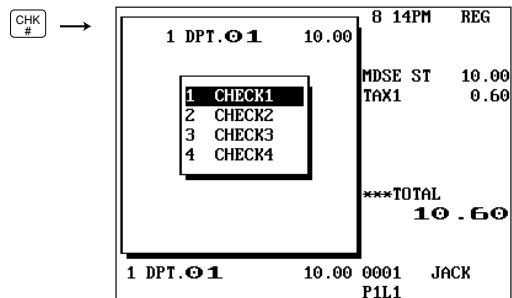 CHK
#
8 14PM REG
1 DPT.01 10.00
MDSE ST 10.00
TAX1 0.60
1 CHECK1
2 CHECK2
3 CHECK3
4 CHECK4
***TOTAL
10.60
1 DPT.01 10.00 0001 JACK
P1L1